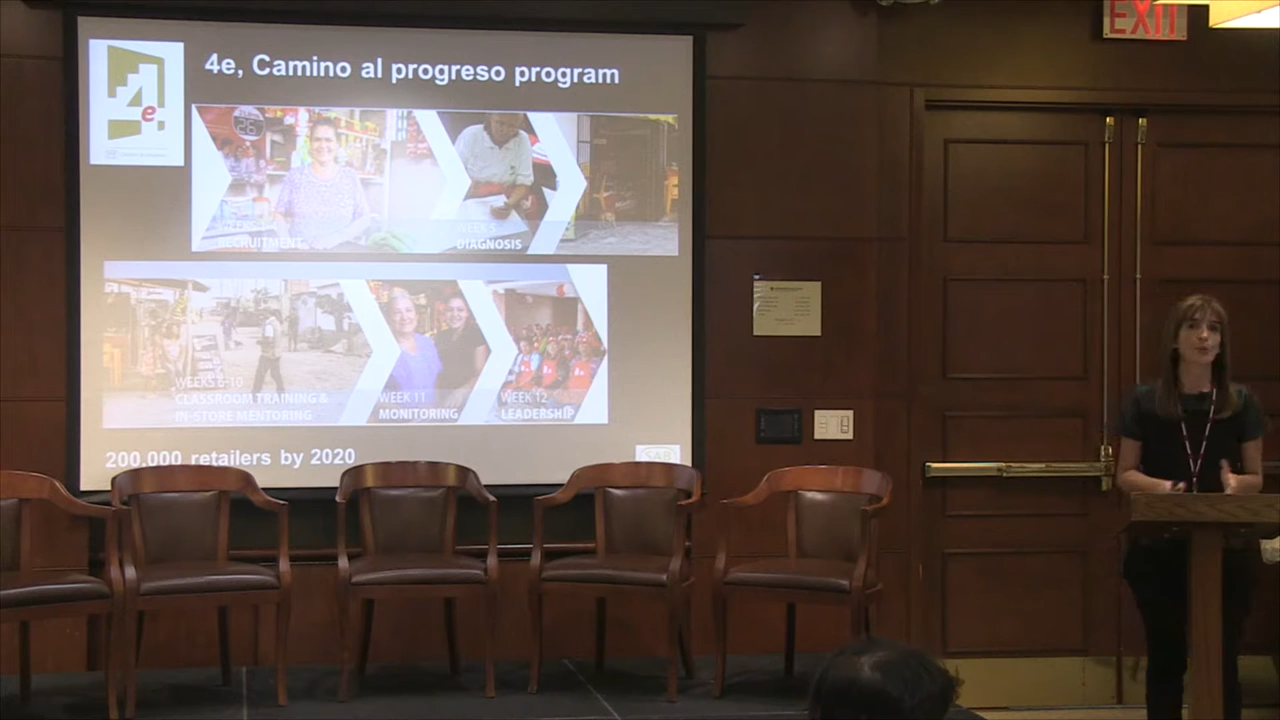 EXIT
4e, Camino al progreso program
4e
RECRUITMENT
DIAGNOSIS
WEEKS 6-10
CLASSROOM TRAINING &
IN-STORE MENTORING
WEEK 11
MONITORING
WEEK 12
LEADERSHIP
200,000 retailers by 2020
SAB